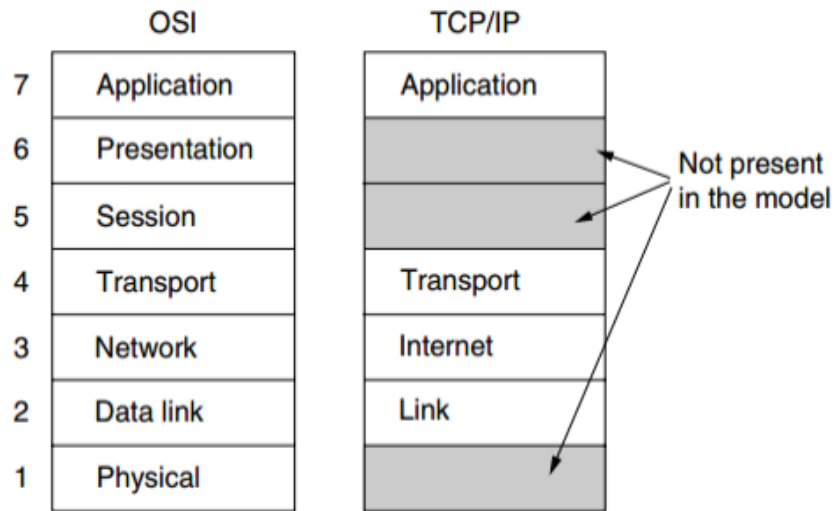 OSI TCP/IP
7 Application Application
6 Presentation
Not present
in the model
5 Session
4 Transport Transport
3 Network Internet
2 Data link Link
1 Physical